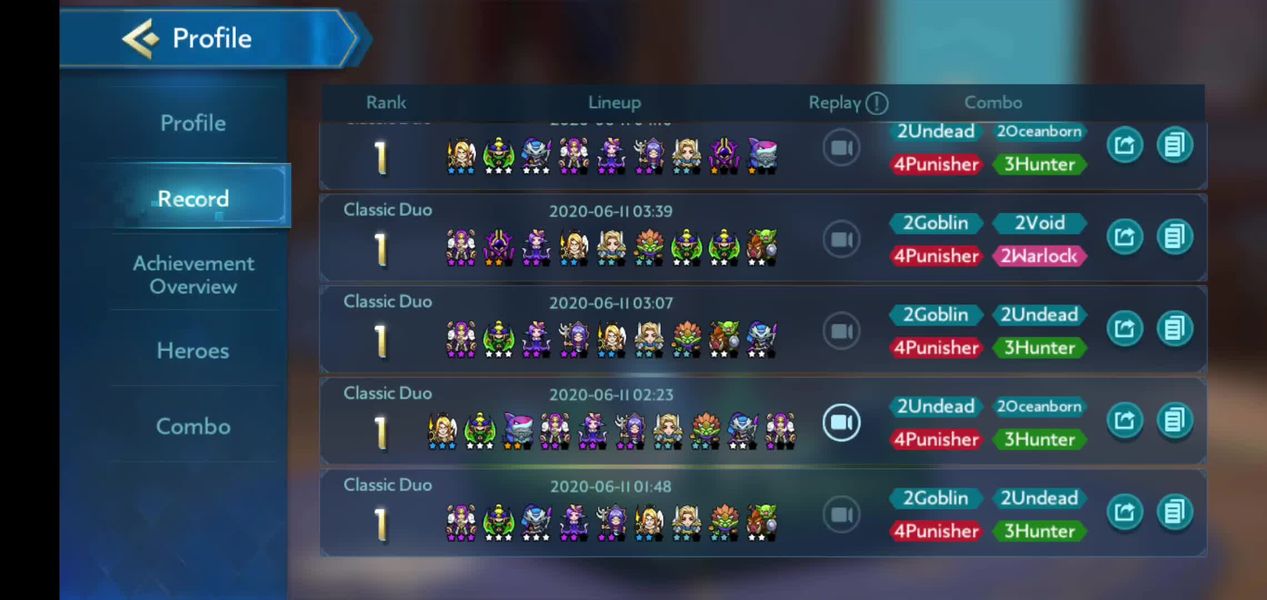 Profile
Profile
Record
Achievement
Overview
Heroes
Combo
Rank Lineup Replay Combo
1 2Undead 2Oceanborn
4Punisher 3Hunter
Classic Duo 2020-06-11 03:39
1 2Goblin 2Void
4Punisher 2Warlock
Classic Duo 2020-06-11 03:07
1 2Goblin 2Undead
4Punisher 3Hunter
Classic Duo 2020-06-11 02:23
1 2Undead 2Oceanborn
4Punisher 3Hunter
Classic Duo 2020-06-11 01:48
1 2Goblin 2Undead
4Punisher 3Hunter